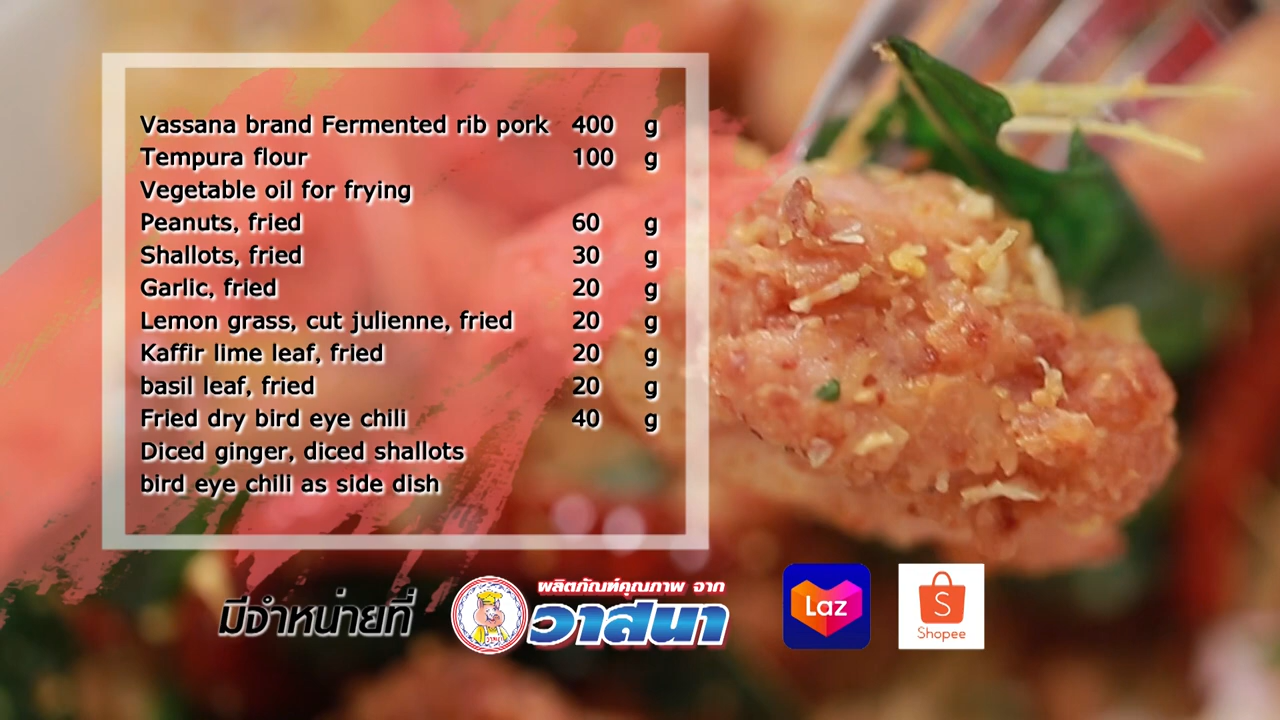 Vassana brand Fermented rib pork 400 g
Tempura flour 100 g
Vegetable oil for frying
Peanuts, fried 60 g
Shallots, fried 30 g
Garlic, fried 20 g
Lemon grass, cut julienne, fried 20 g
Kaffir lime leaf, fried 20 g
basil leaf, fried 20 g
Fried dry bird eye chili 40 g
Diced ginger, diced shallots
bird eye chili as side dish
มีจำหน่ายที่
ผลิตภัณฑ์คุณภาพ จาก
วาสนา
Laz
S
Shopee